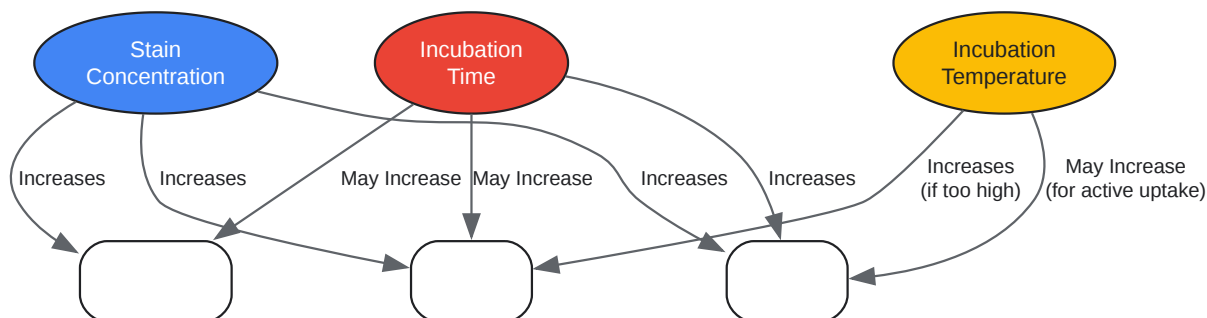 Stain
Concentration
Incubation
Time
Incubation
Temperature
Increases
Increases
May Increase
May Increase
Increases
Increases
Increases
(if too high)
May Increase
(for active uptake)